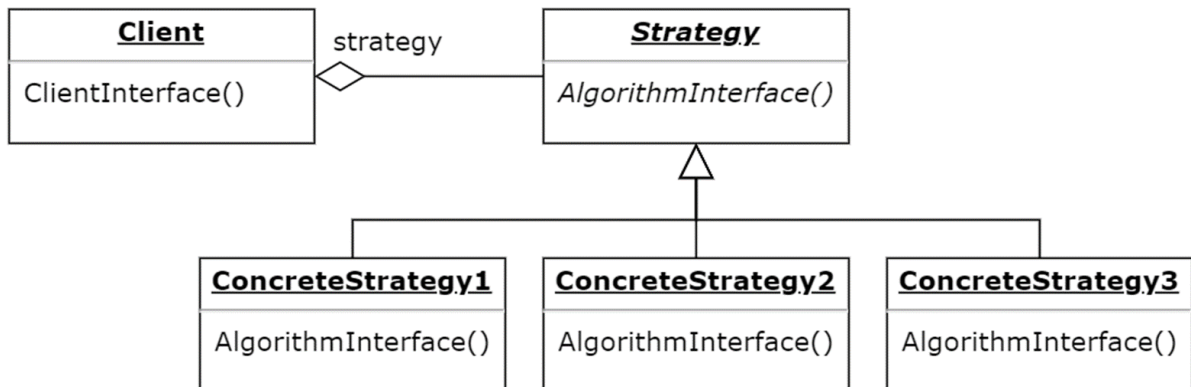 Client
strategy
Strategy
ClientInterface()
AlgorithmInterface()
ConcreteStrategy1
ConcreteStrategy2
ConcreteStrategy3
AlgorithmInterface()
AlgorithmInterface()
AlgorithmInterface()